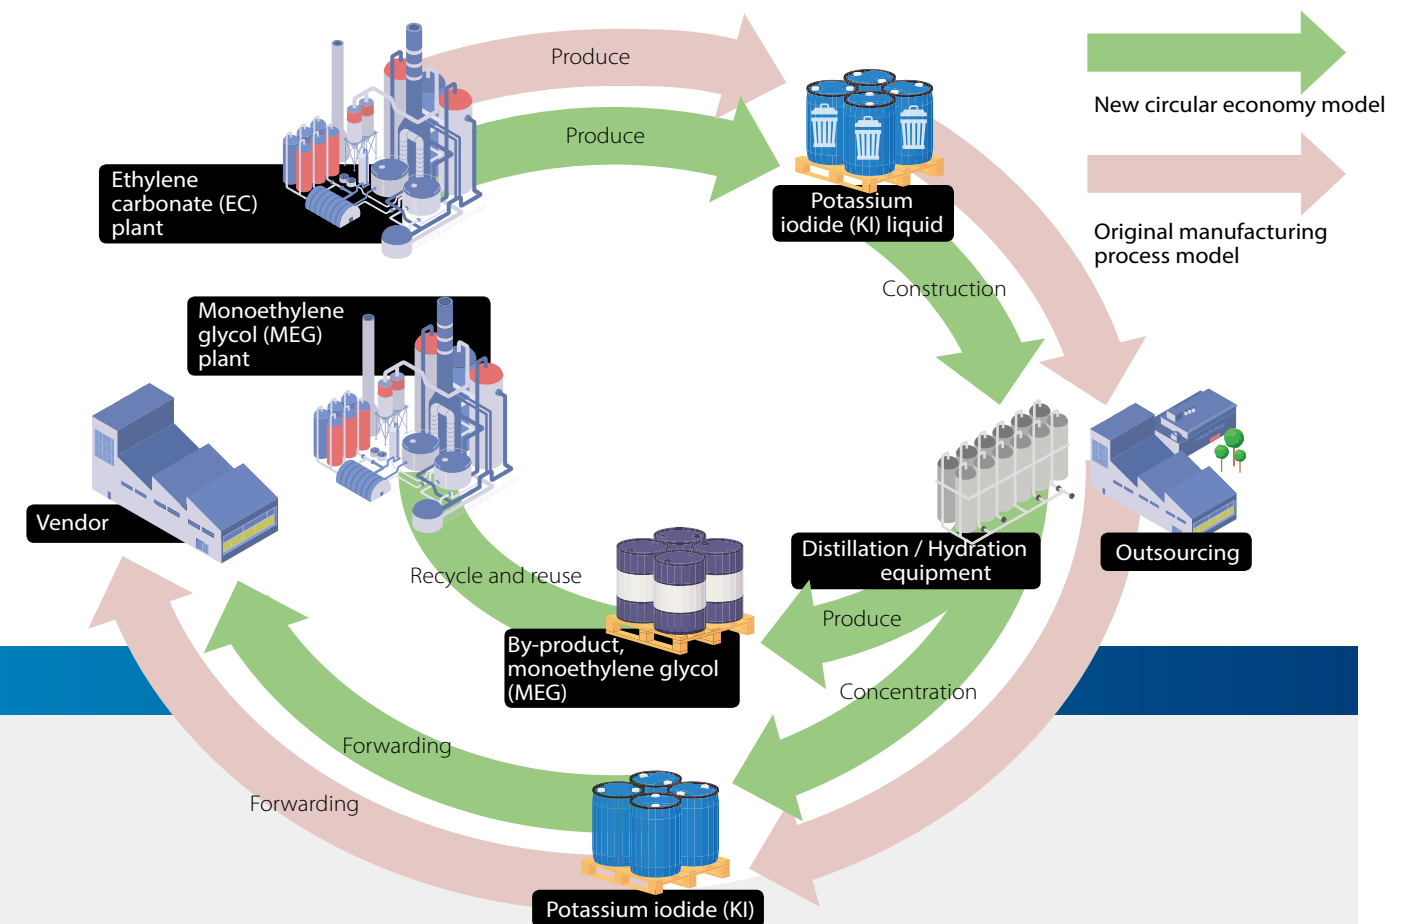 Produce
Produce
New circular economy model
Original manufacturing
process model
Ethylene
carbonate (EC)
plant
Potassium
iodide (KI) liquid
Construction
Monoethylene
glycol (MEG)
plant
Vendor
Distillation / Hydration
equipment
Outsourcing
Recycle and reuse
Produce
By-product,
monoethylene glycol
(MEG)
Concentration
Forwarding
Forwarding
Potassium iodide (KI)